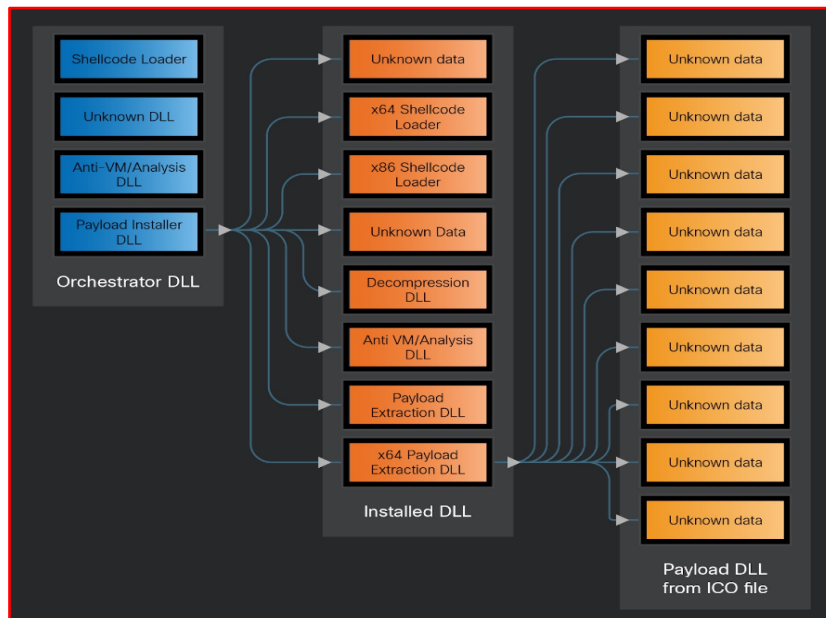 Shellcode Loader
Unknown DLL
Anti-VM/Analysis
DLL
Payload Installer
DLL
Orchestrator DLL
Unknown data
x64 Shellcode
Loader
x86 Shellcode
Loader
Unknown Data
Decompression
DLL
Anti VM/Analysis
DLL
Payload
Extraction DLL
x64 Payload
Extraction DLL
Installed DLL
Unknown data
Unknown data
Unknown data
Unknown data
Unknown data
Unknown data
Unknown data
Unknown data
Unknown data
Payload DLL
from ICO file